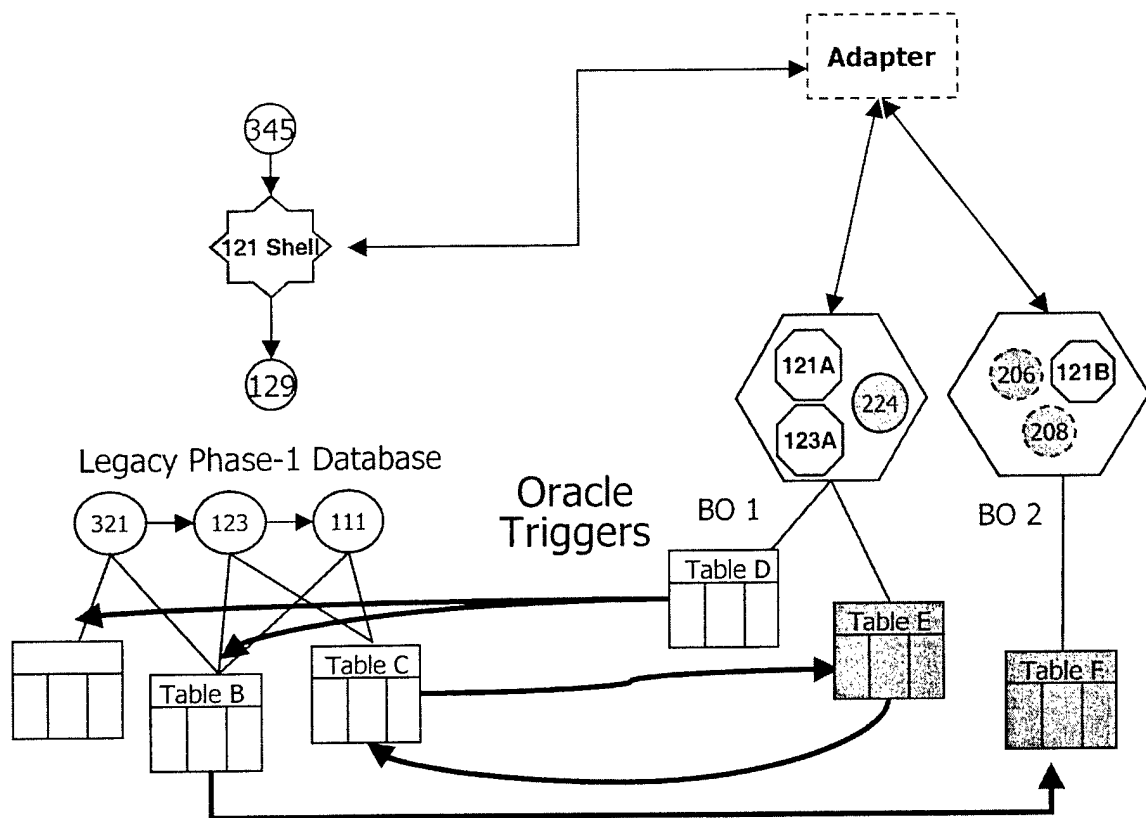 Adapter
345
121 Shell
129
121A
224
123A
206
121B
208
Legacy Phase-1 Database
321
123
111
Oracle
Triggers
BO 1
BO 2
Table D
Table E
Table C
Table F
Table B